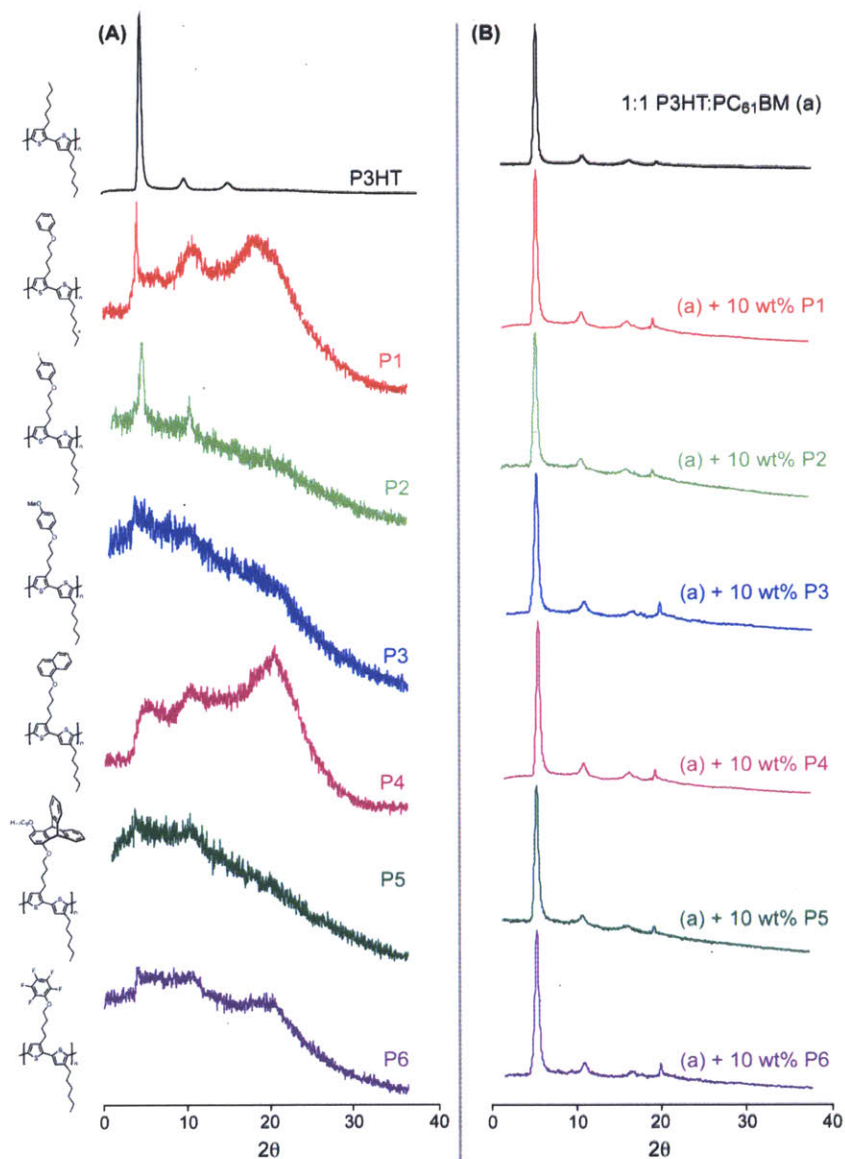 (A)
P3HT
P1
P2
MeO
P3
P4
P5
P6
0 10 20 30 40
2θ
(B)
1:1 P3HT:PC₆₁BM (a)
(a) + 10 wt% P1
(a) + 10 wt% P2
(a) + 10 wt% P3
(a) + 10 wt% P4
(a) + 10 wt% P5
(a) + 10 wt% P6
0 10 20 30 40
2θ